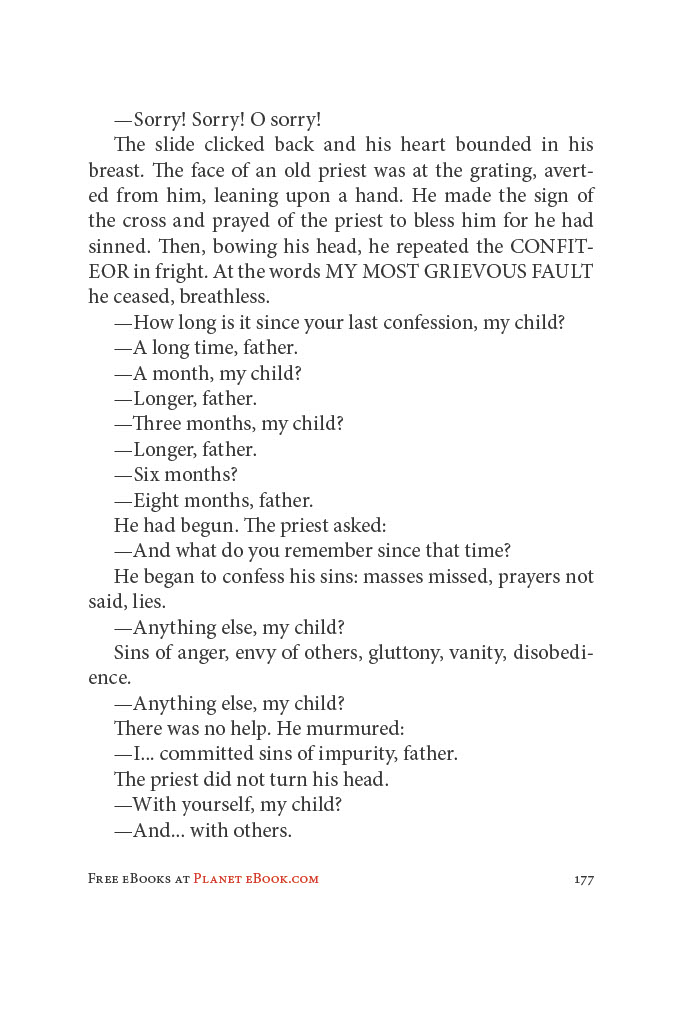 —Sorry! Sorry! O sorry!
The slide clicked back and his heart bounded in his
breast. The face of an old priest was at the grating, avert-
ed from him, leaning upon a hand. He made the sign of
the cross and prayed of the priest to bless him for he had
sinned. Then, bowing his head, he repeated the CONFIT-
EOR in fright. At the words MY MOST GRIEVOUS FAULT
he ceased, breathless.
—How long is it since your last confession, my child?
—A long time, father.
—A month, my child?
—Longer, father.
—Three months, my child?
—Longer, father.
—Six months?
—Eight months, father.
He had begun. The priest asked:
—And what do you remember since that time?
He began to confess his sins: masses missed, prayers not
said, lies.
—Anything else, my child?
Sins of anger, envy of others, gluttony, vanity, disobedi-
ence.
—Anything else, my child?
There was no help. He murmured:
—I... committed sins of impurity, father.
The priest did not turn his head.
—With yourself, my child?
—And... with others.
Free eBooks at Planet eBook.com 177